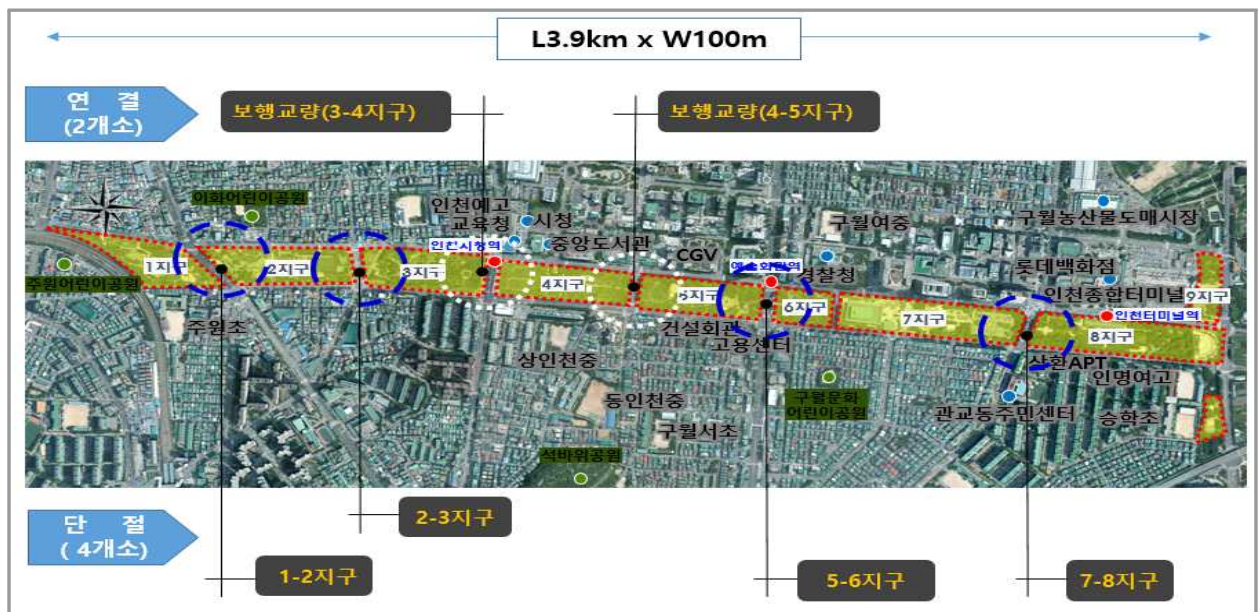 L3.9km x W100m
연 결
(2개소)
보행교량(3-4지구)
보행교량(4-5지구)
이화어린이공원
인천예고
교육청
시청
중앙도서관
인천시청역
CGV
구월여중
구월농산물도매시장
예술회관역
경찰청
롯데백화점
인천종합터미널
인천터미널역
9지구
1지구
2지구
3지구
4지구
5지구
6지구
7지구
8지구
주원어린이공원
주원초
상인천중
건설회관
고용센터
삼환APT
인명여고
동인천중
구월문화
어린이공원
관교동주민센터
승학초
구월서초
석바위공원
단 절
( 4개소)
2-3지구
1-2지구
5-6지구
7-8지구